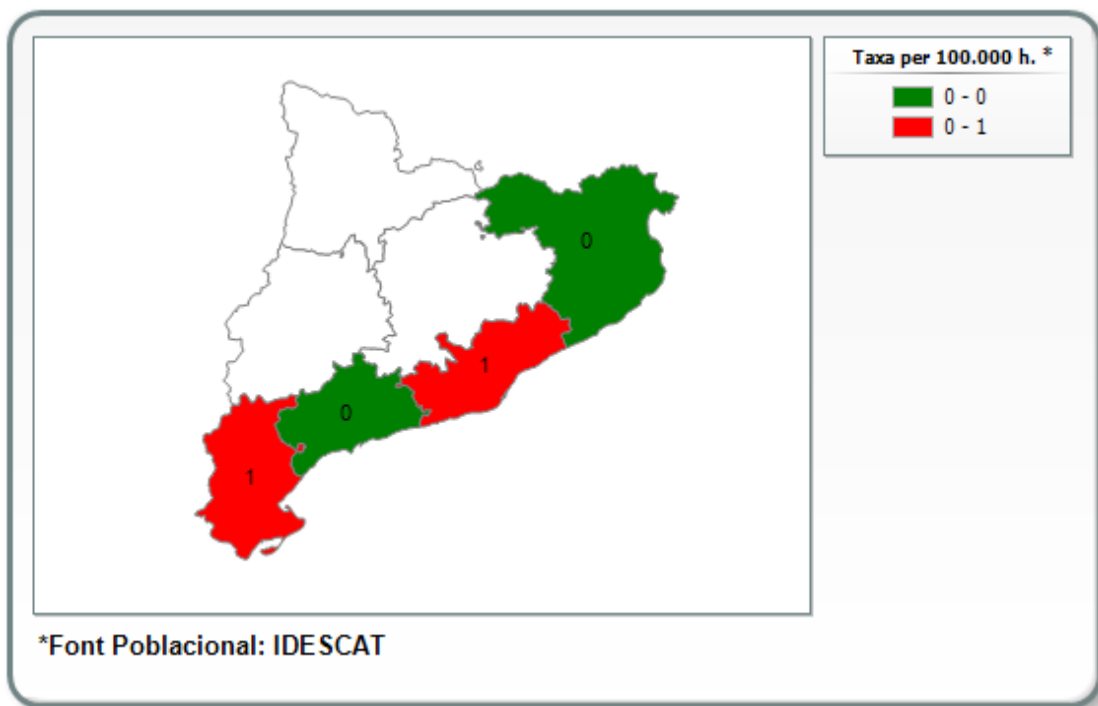 Taxa per 100.000 h. *
0 - 0
0 - 1
0
1
0
1
*Font Poblacional: IDESCAT